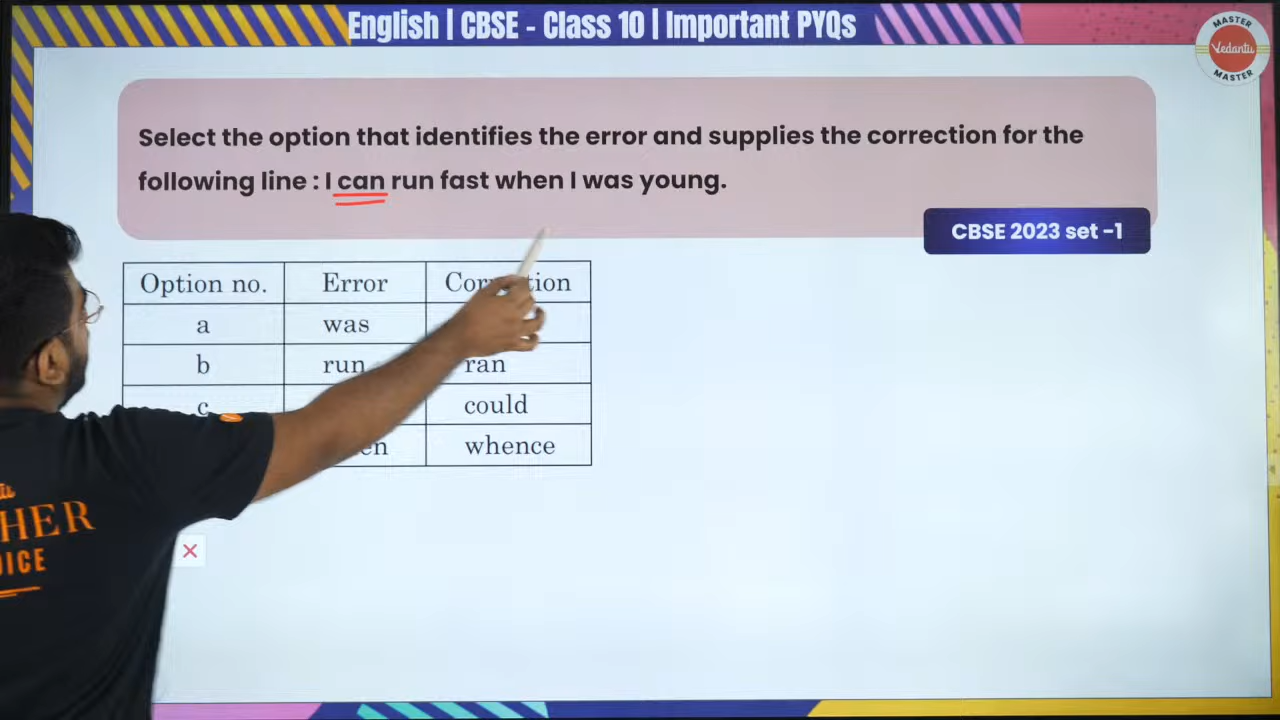 English | CBSE - Class 10 | Important PYQs
MASTER
Vedantu
MASTER
Select the option that identifies the error and supplies the correction for the
following line : I can run fast when I was young.
CBSE 2023 set -1
Option no. Error
a was
b run ran
c could
whence
HER